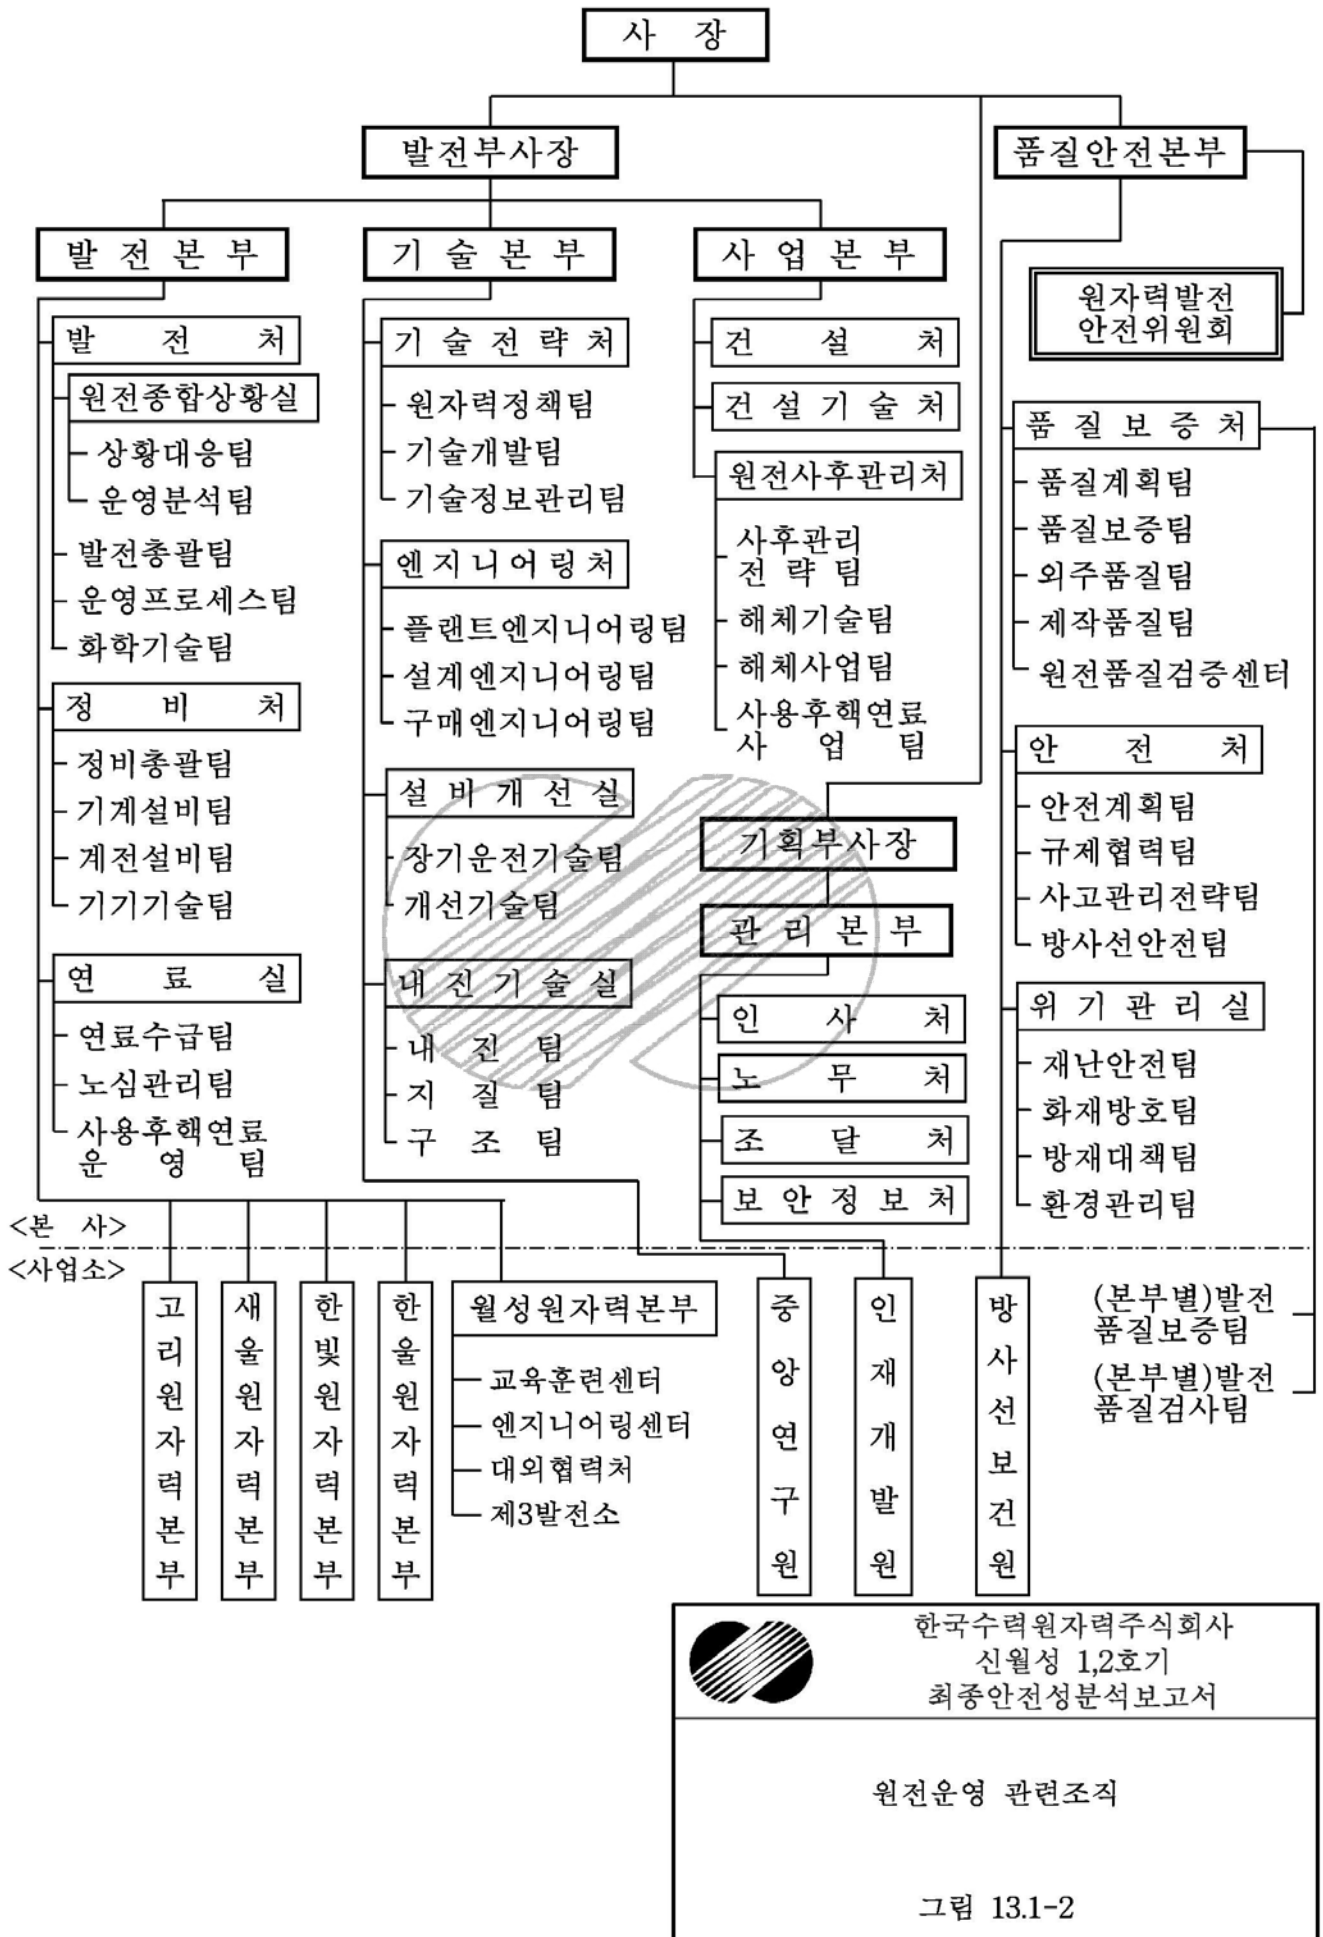 사 장
발전부사장
품질안전본부
발 전 본 부
기 술 본 부
사 업 본 부
원자력발전
안전위원회
발 전 처
원전종합상황실
상황대응팀
운영분석팀
발전총괄팀
운영프로세스팀
화학기술팀
정 비 처
정비총괄팀
기계설비팀
계전설비팀
기기기술팀
연 료 실
연료수급팀
노심관리팀
사용후핵연료
운 영 팀
기 술 전 략 처
원자력정책팀
기술개발팀
기술정보관리팀
엔 지 니 어 링 처
플랜트엔지니어링팀
설계엔지니어링팀
구매엔지니어링팀
설 비 개 선 실
장기운전기술팀
개선기술팀
내 진 기 술 실
내 진 팀
지 질 팀
구 조 팀
건 설 처
건 설 기 술 처
원전사후관리처
사후관리
전 략 팀
해체기술팀
해체사업팀
사용후핵연료
사 업 팀
기획부사장
관 리 본 부
인 사 처
노 무 처
조 달 처
보 안 정 보 처
품 질 보 증 처
품질계획팀
품질보증팀
외주품질팀
제작품질팀
원전품질검증센터
안 전 처
안전계획팀
규제협력팀
사고관리전략팀
방사선안전팀
위 기 관 리 실
재난안전팀
화재방호팀
방재대책팀
환경관리팀
<본 사>
<사업소>
고리원자력본부
새울원자력본부
한빛원자력본부
한울원자력본부
월성원자력본부
교육훈련센터
엔지니어링센터
대외협력처
제3발전소
중앙연구원
인재개발원
방사선보건원
(본부별)발전
품질보증팀
(본부별)발전
품질검사팀
한국수력원자력주식회사
신월성 1,2호기
최종안전성분석보고서
원전운영 관련조직
그림 13.1-2